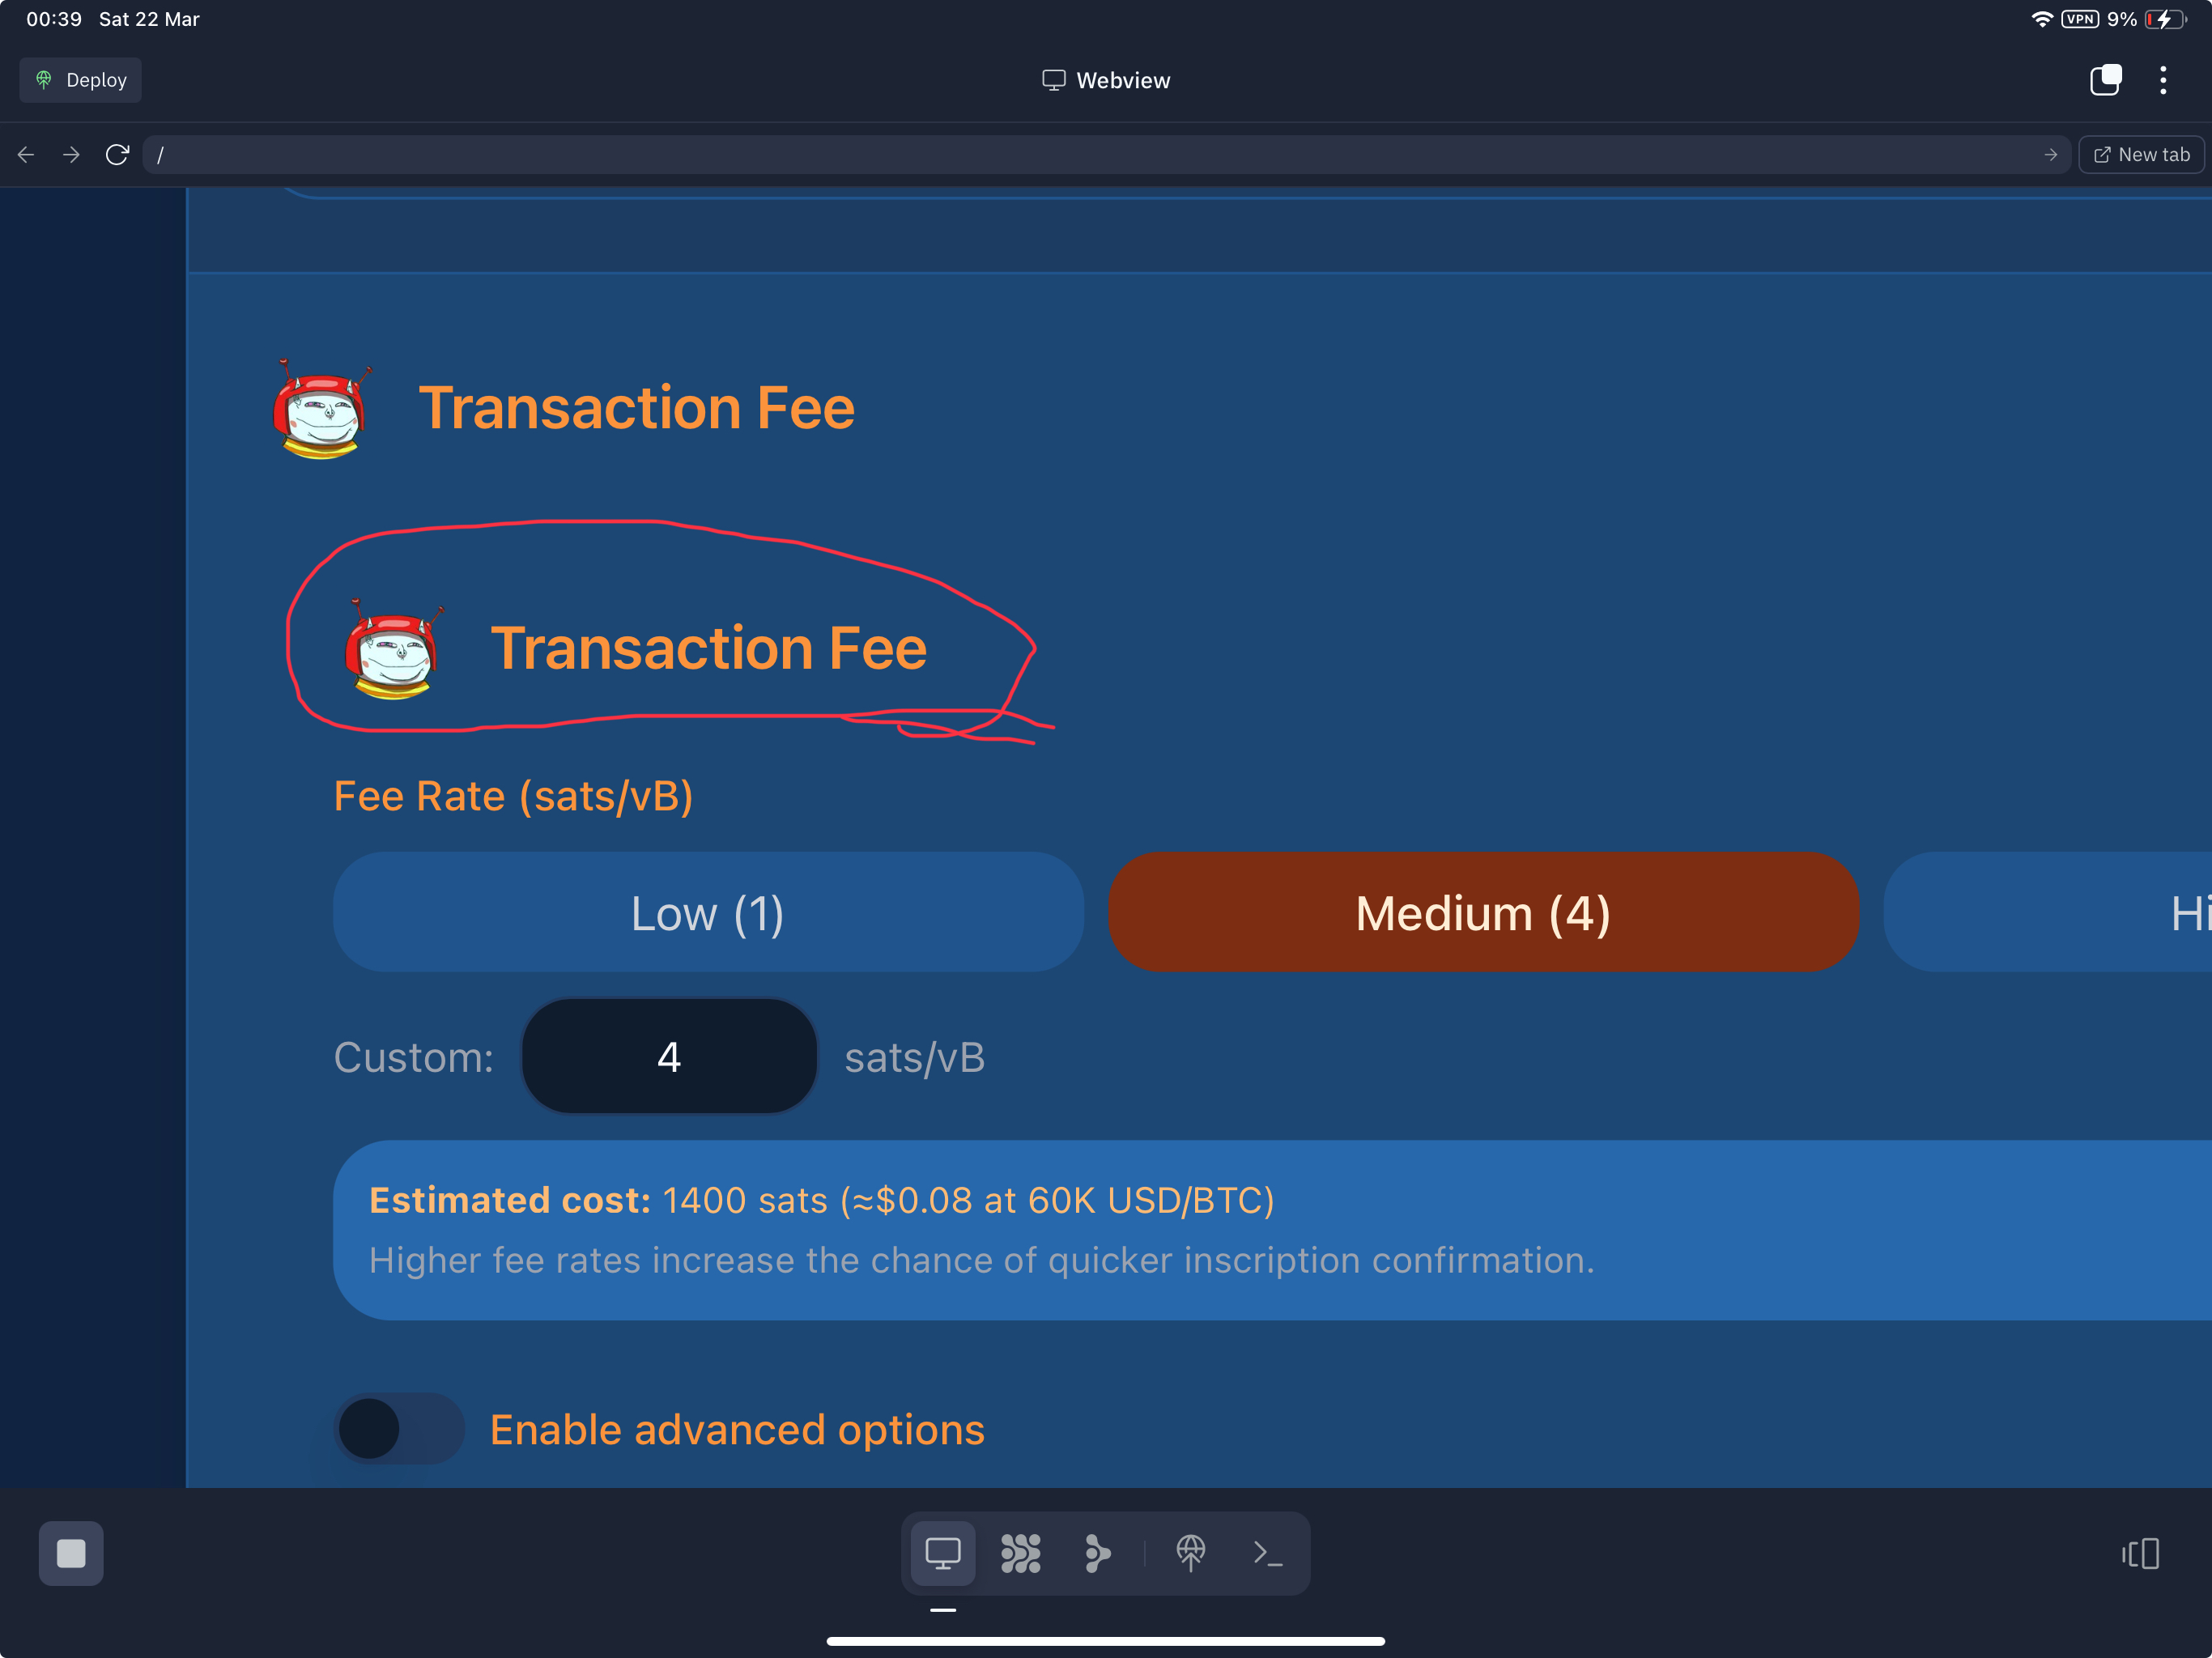 00:39 Sat 22 Mar
VPN 9%
Deploy
Webview
/
New tab
Transaction Fee
Transaction Fee
Fee Rate (sats/vB)
Low (1)
Medium (4)
Hi
Custom: 4 sats/vB
Estimated cost: 1400 sats (≈$0.08 at 60K USD/BTC)
Higher fee rates increase the chance of quicker inscription confirmation.
Enable advanced options